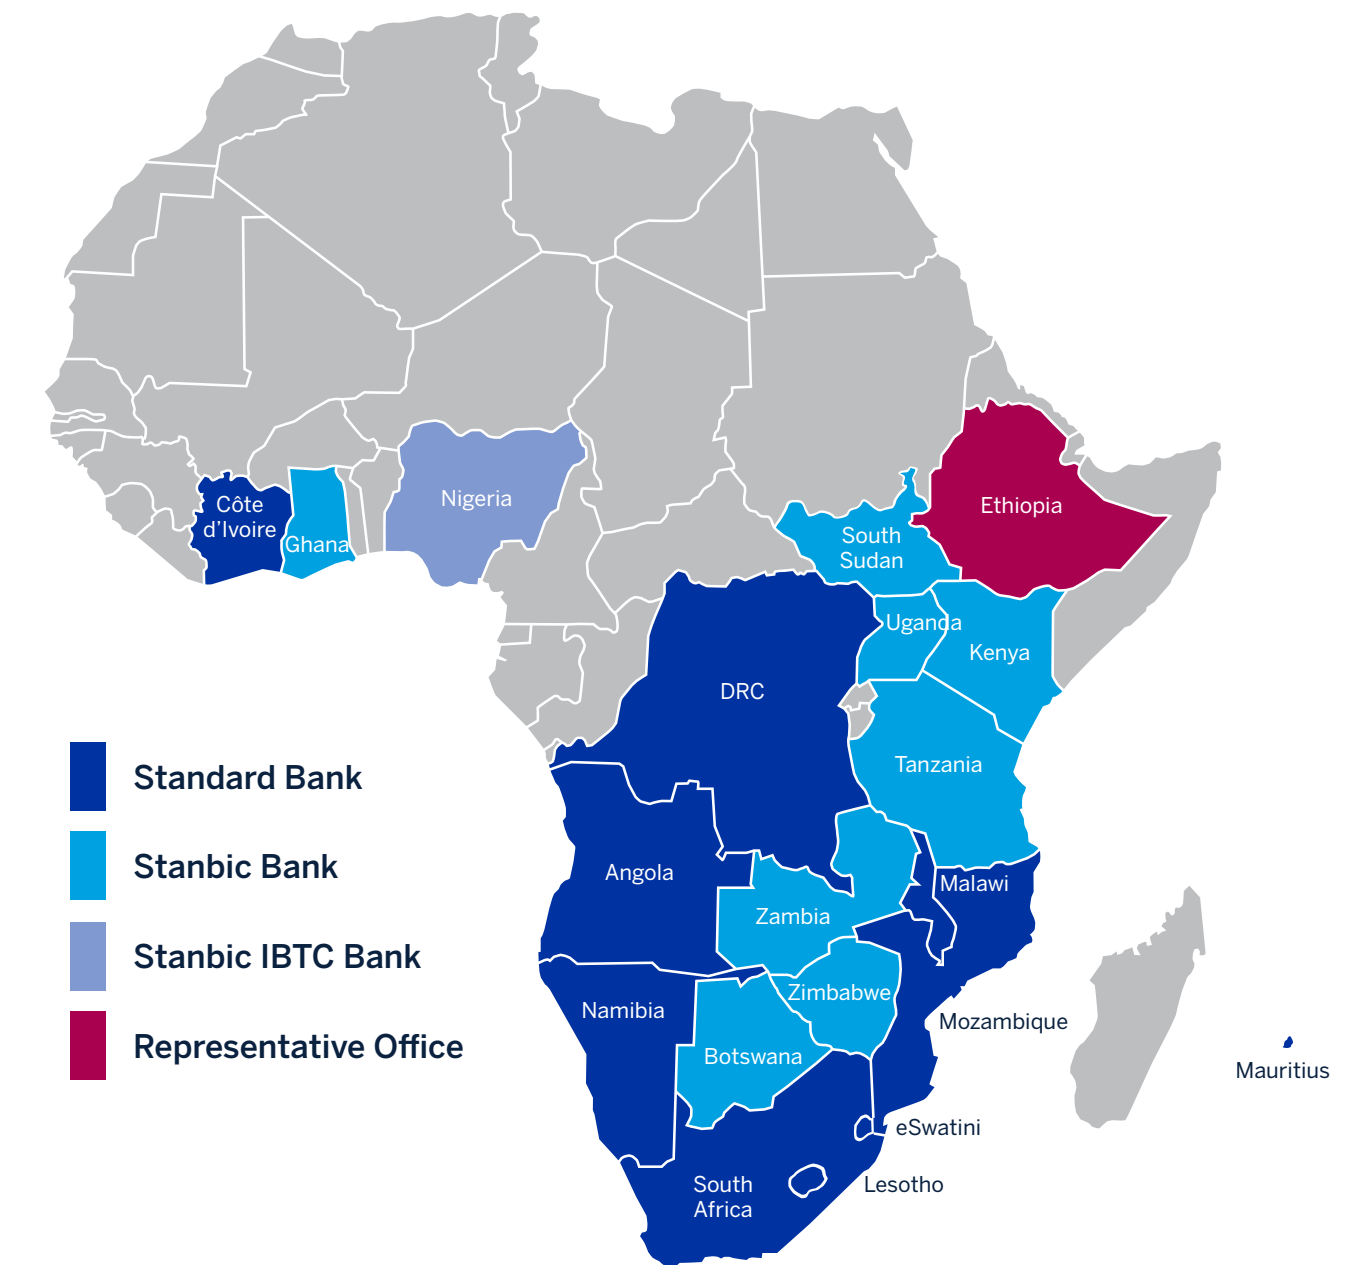 Côte
d'Ivoire
Ghana
Nigeria
South
Sudan
Ethiopia
Uganda
Kenya
DRC
Tanzania
Standard Bank
Stanbic Bank
Stanbic IBTC Bank
Representative Office
Angola
Malawi
Zambia
Zimbabwe
Namibia
Mozambique
Botswana
Mauritius
eSwatini
South
Africa
Lesotho